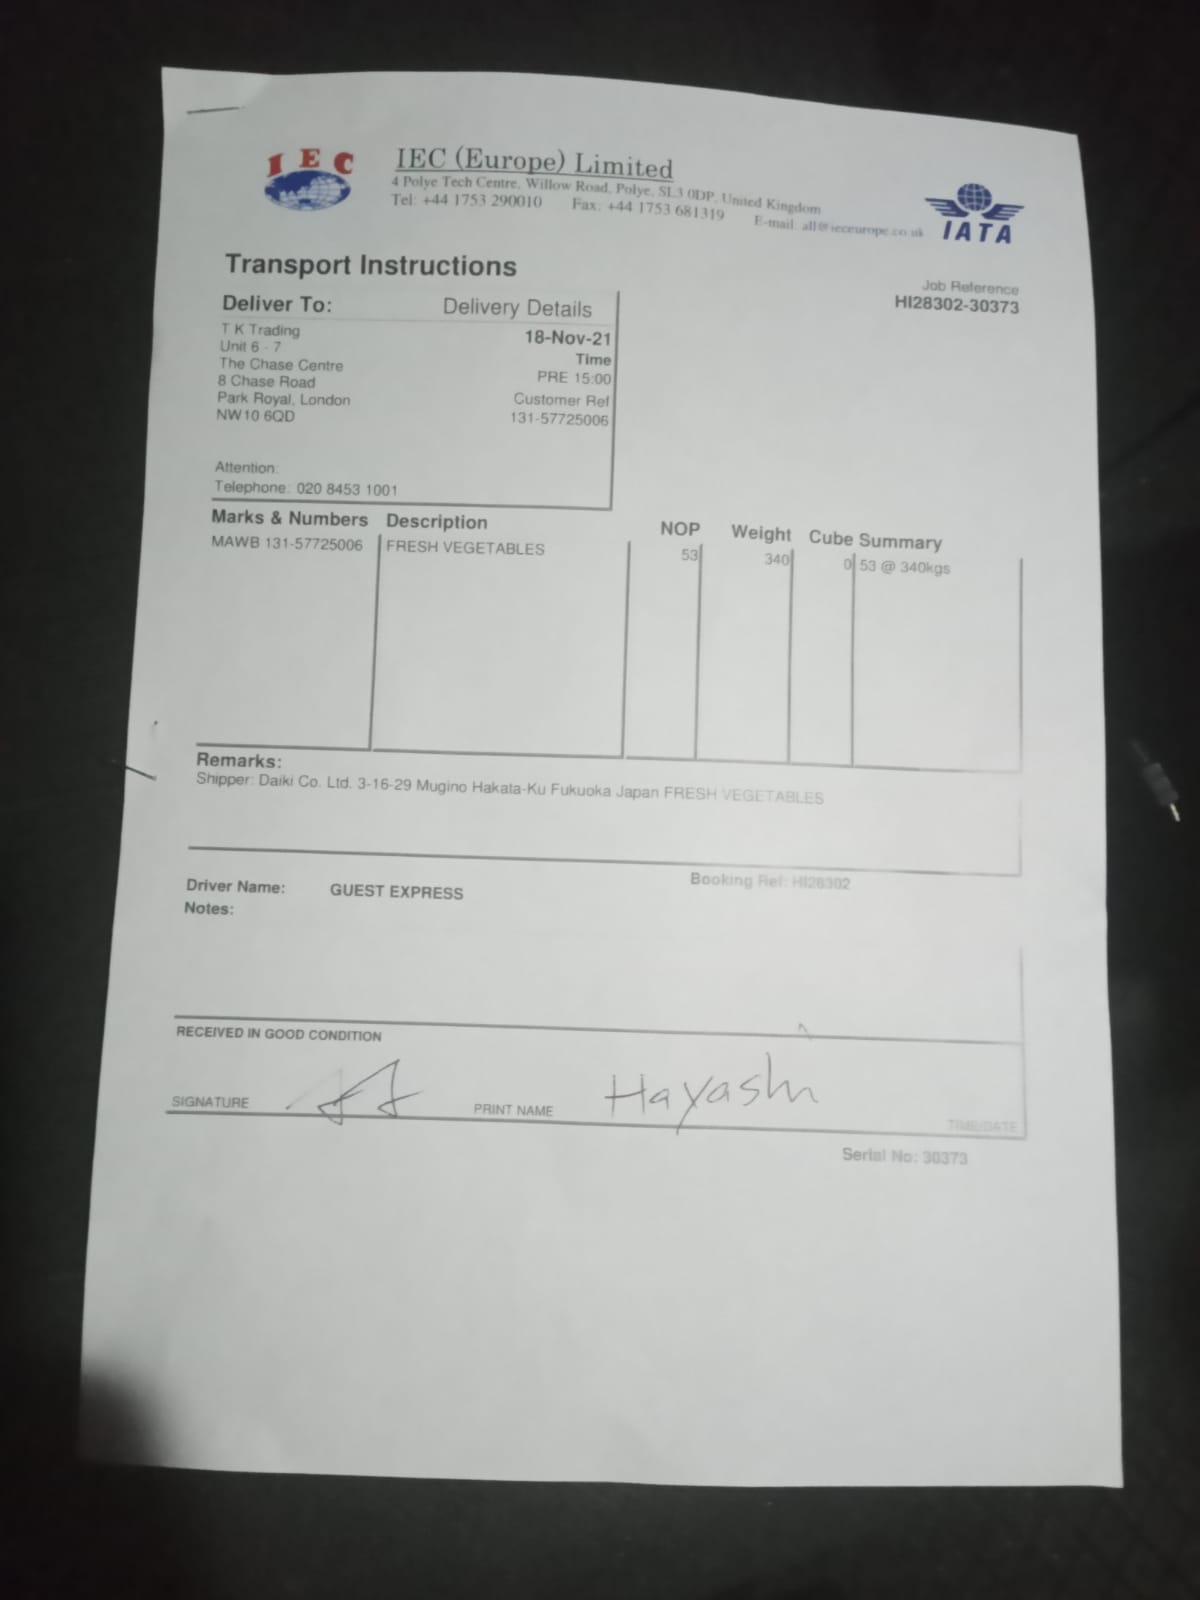 IEC
IEC (Europe) Limited
4 Polye Tech Centre, Willow Road, Polye, SL3 0DP, United Kingdom
Tel: +44 1753 290010 Fax: +44 1753 681319 E-mail: all@ieceurope.co.uk
IATA
Transport Instructions
Job Reference
HI28302-30373
Deliver To: Delivery Details
T K Trading
Unit 6 - 7
The Chase Centre
8 Chase Road
Park Royal, London
NW10 6QD
18-Nov-21
Time
PRE 15:00
Customer Ref
131-57725006
Attention:
Telephone: 020 8453 1001
Marks & Numbers Description NOP Weight Cube Summary
MAWB 131-57725006 FRESH VEGETABLES 53 340 0 53 @ 340kgs
Remarks:
Shipper: Daiki Co. Ltd. 3-16-29 Mugino Hakata-Ku Fukuoka Japan FRESH VEGETABLES
Booking Ref: HI28302
Driver Name: GUEST EXPRESS
Notes:
RECEIVED IN GOOD CONDITION
SIGNATURE PRINT NAME Hayashi TIME/DATE
Serial No: 30373